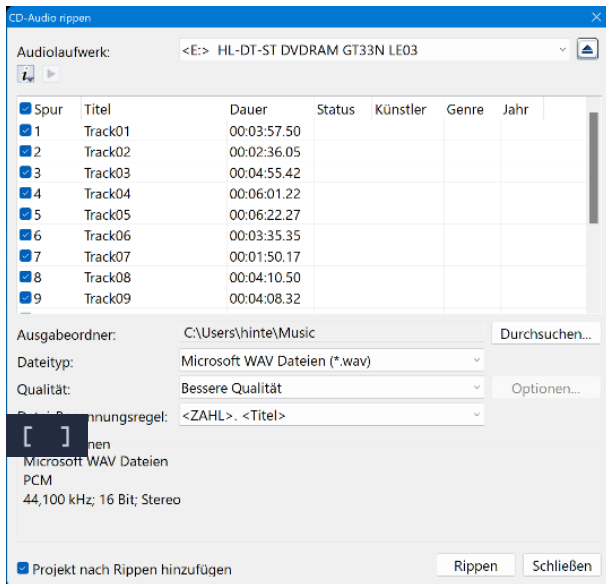 CD-Audio rippen
Audiolaufwerk: <E:> HL-DT-ST DVDRAM GT33N LE03
Spur Titel Dauer Status Künstler Genre Jahr
1 Track01 00:03:57.50
2 Track02 00:02:36.05
3 Track03 00:04:55.42
4 Track04 00:06:01.22
5 Track05 00:06:22.27
6 Track06 00:03:35.35
7 Track07 00:01:50.17
8 Track08 00:04:10.50
9 Track09 00:04:08.32
Ausgabeordner: C:\Users\hinte\Music Durchsuchen...
Dateityp: Microsoft WAV Dateien (*.wav)
Qualität: Bessere Qualität Optionen...
<ZAHL>. <Titel>
[ ]
Microsoft WAV Dateien
PCM
44,100 kHz; 16 Bit; Stereo
Projekt nach Rippen hinzufügen Rippen Schließen